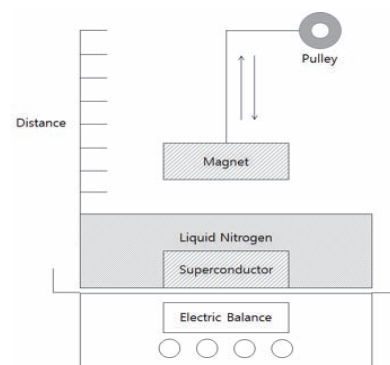 Pulley
Distance
Magnet
Liquid Nitrogen
Superconductor
Electric Balance